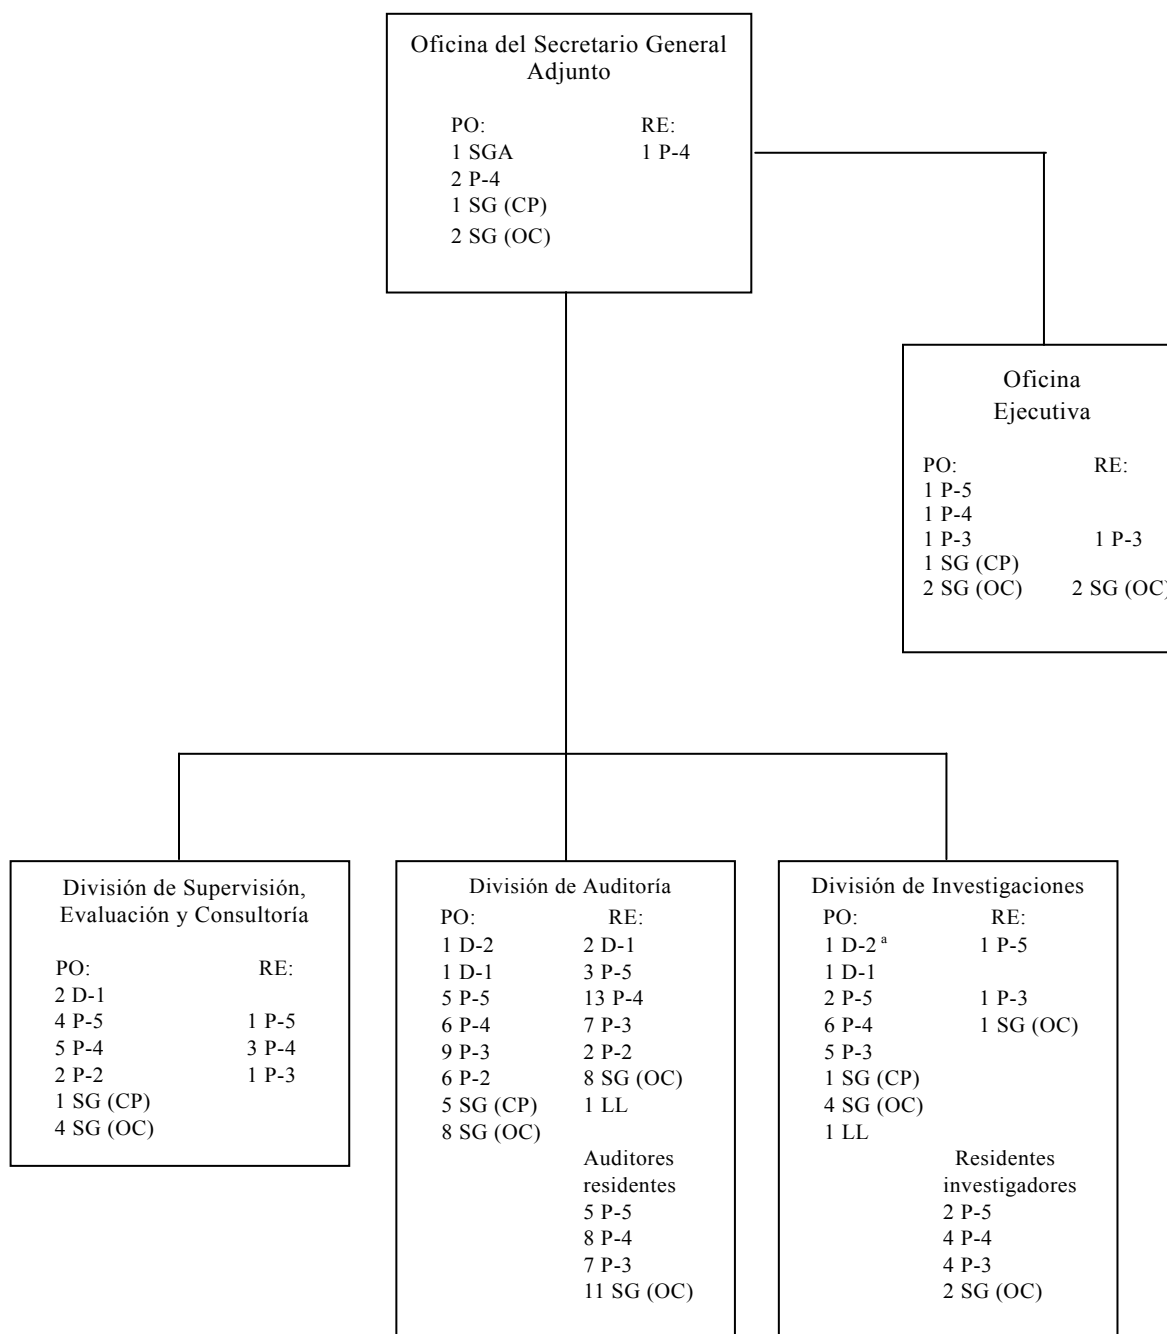 Oficina del Secretario General
Adjunto
PO: RE:
1 SGA 1 P-4
2 P-4
1 SG (CP)
2 SG (OC)
Oficina
Ejecutiva
PO: RE:
1 P-5
1 P-4
1 P-3 1 P-3
1 SG (CP)
2 SG (OC) 2 SG (OC)
División de Supervisión,
Evaluación y Consultoría
PO: RE:
2 D-1
4 P-5 1 P-5
5 P-4 3 P-4
2 P-2 1 P-3
1 SG (CP)
4 SG (OC)
División de Auditoría
PO: RE:
1 D-2 2 D-1
1 D-1 3 P-5
5 P-5 13 P-4
6 P-4 7 P-3
9 P-3 2 P-2
6 P-2 8 SG (OC)
5 SG (CP) 1 LL
8 SG (OC)
Auditores
residentes
5 P-5
8 P-4
7 P-3
11 SG (OC)
División de Investigaciones
PO: RE:
1 D-2 ª 1 P-5
1 D-1
2 P-5 1 P-3
6 P-4 1 SG (OC)
5 P-3
1 SG (CP)
4 SG (OC)
1 LL
Residentes
investigadores
2 P-5
4 P-4
4 P-3
2 SG (OC)